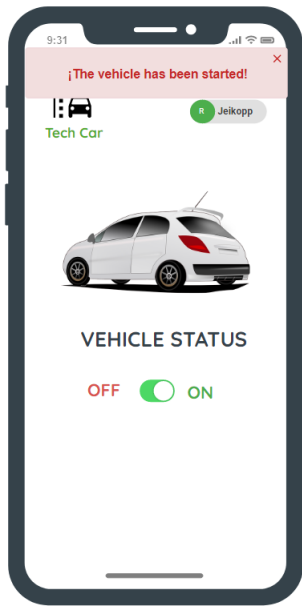 9:31
¡The vehicle has been started!
×
R Jeikopp
Tech Car
VEHICLE STATUS
OFF ON